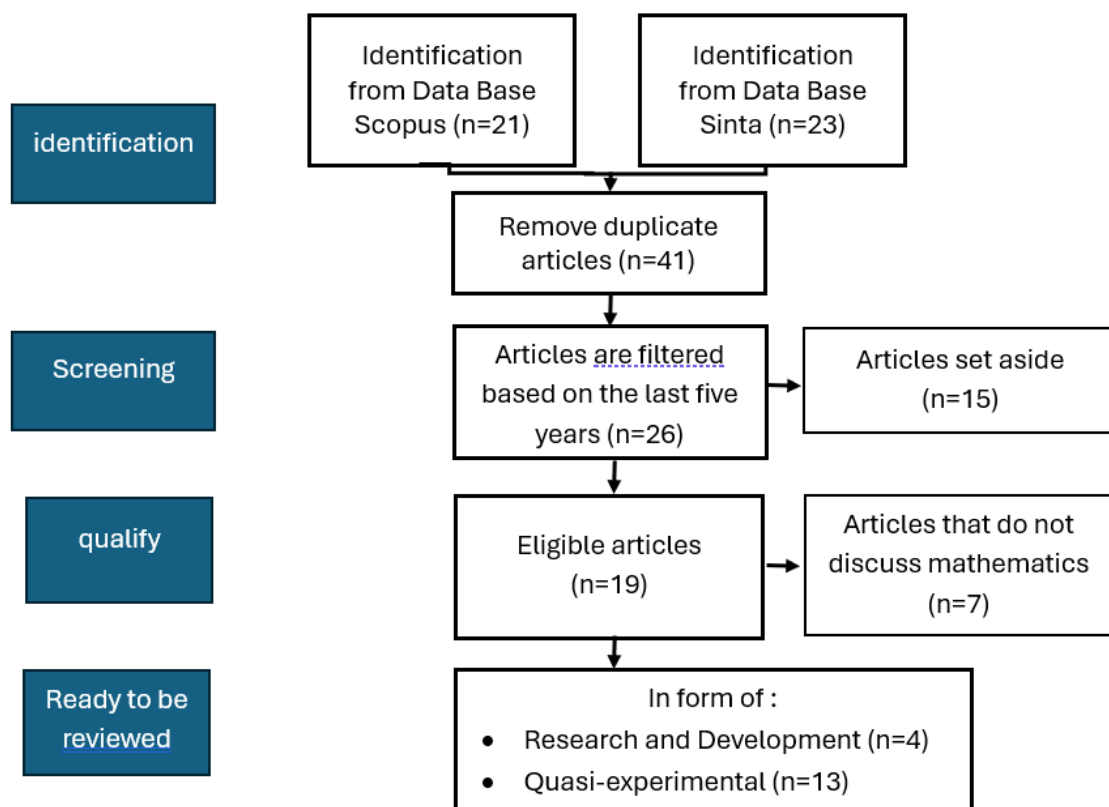 Identification
from Data Base
Scopus (n=21)
Identification
from Data Base
Sinta (n=23)
identification
Remove duplicate
articles (n=41)
Screening
Articles are filtered
based on the last five
years (n=26)
Articles set aside
(n=15)
qualify
Eligible articles
(n=19)
Articles that do not
discuss mathematics
(n=7)
Ready to be
reviewed
In form of :
• Research and Development (n=4)
• Quasi-experimental (n=13)